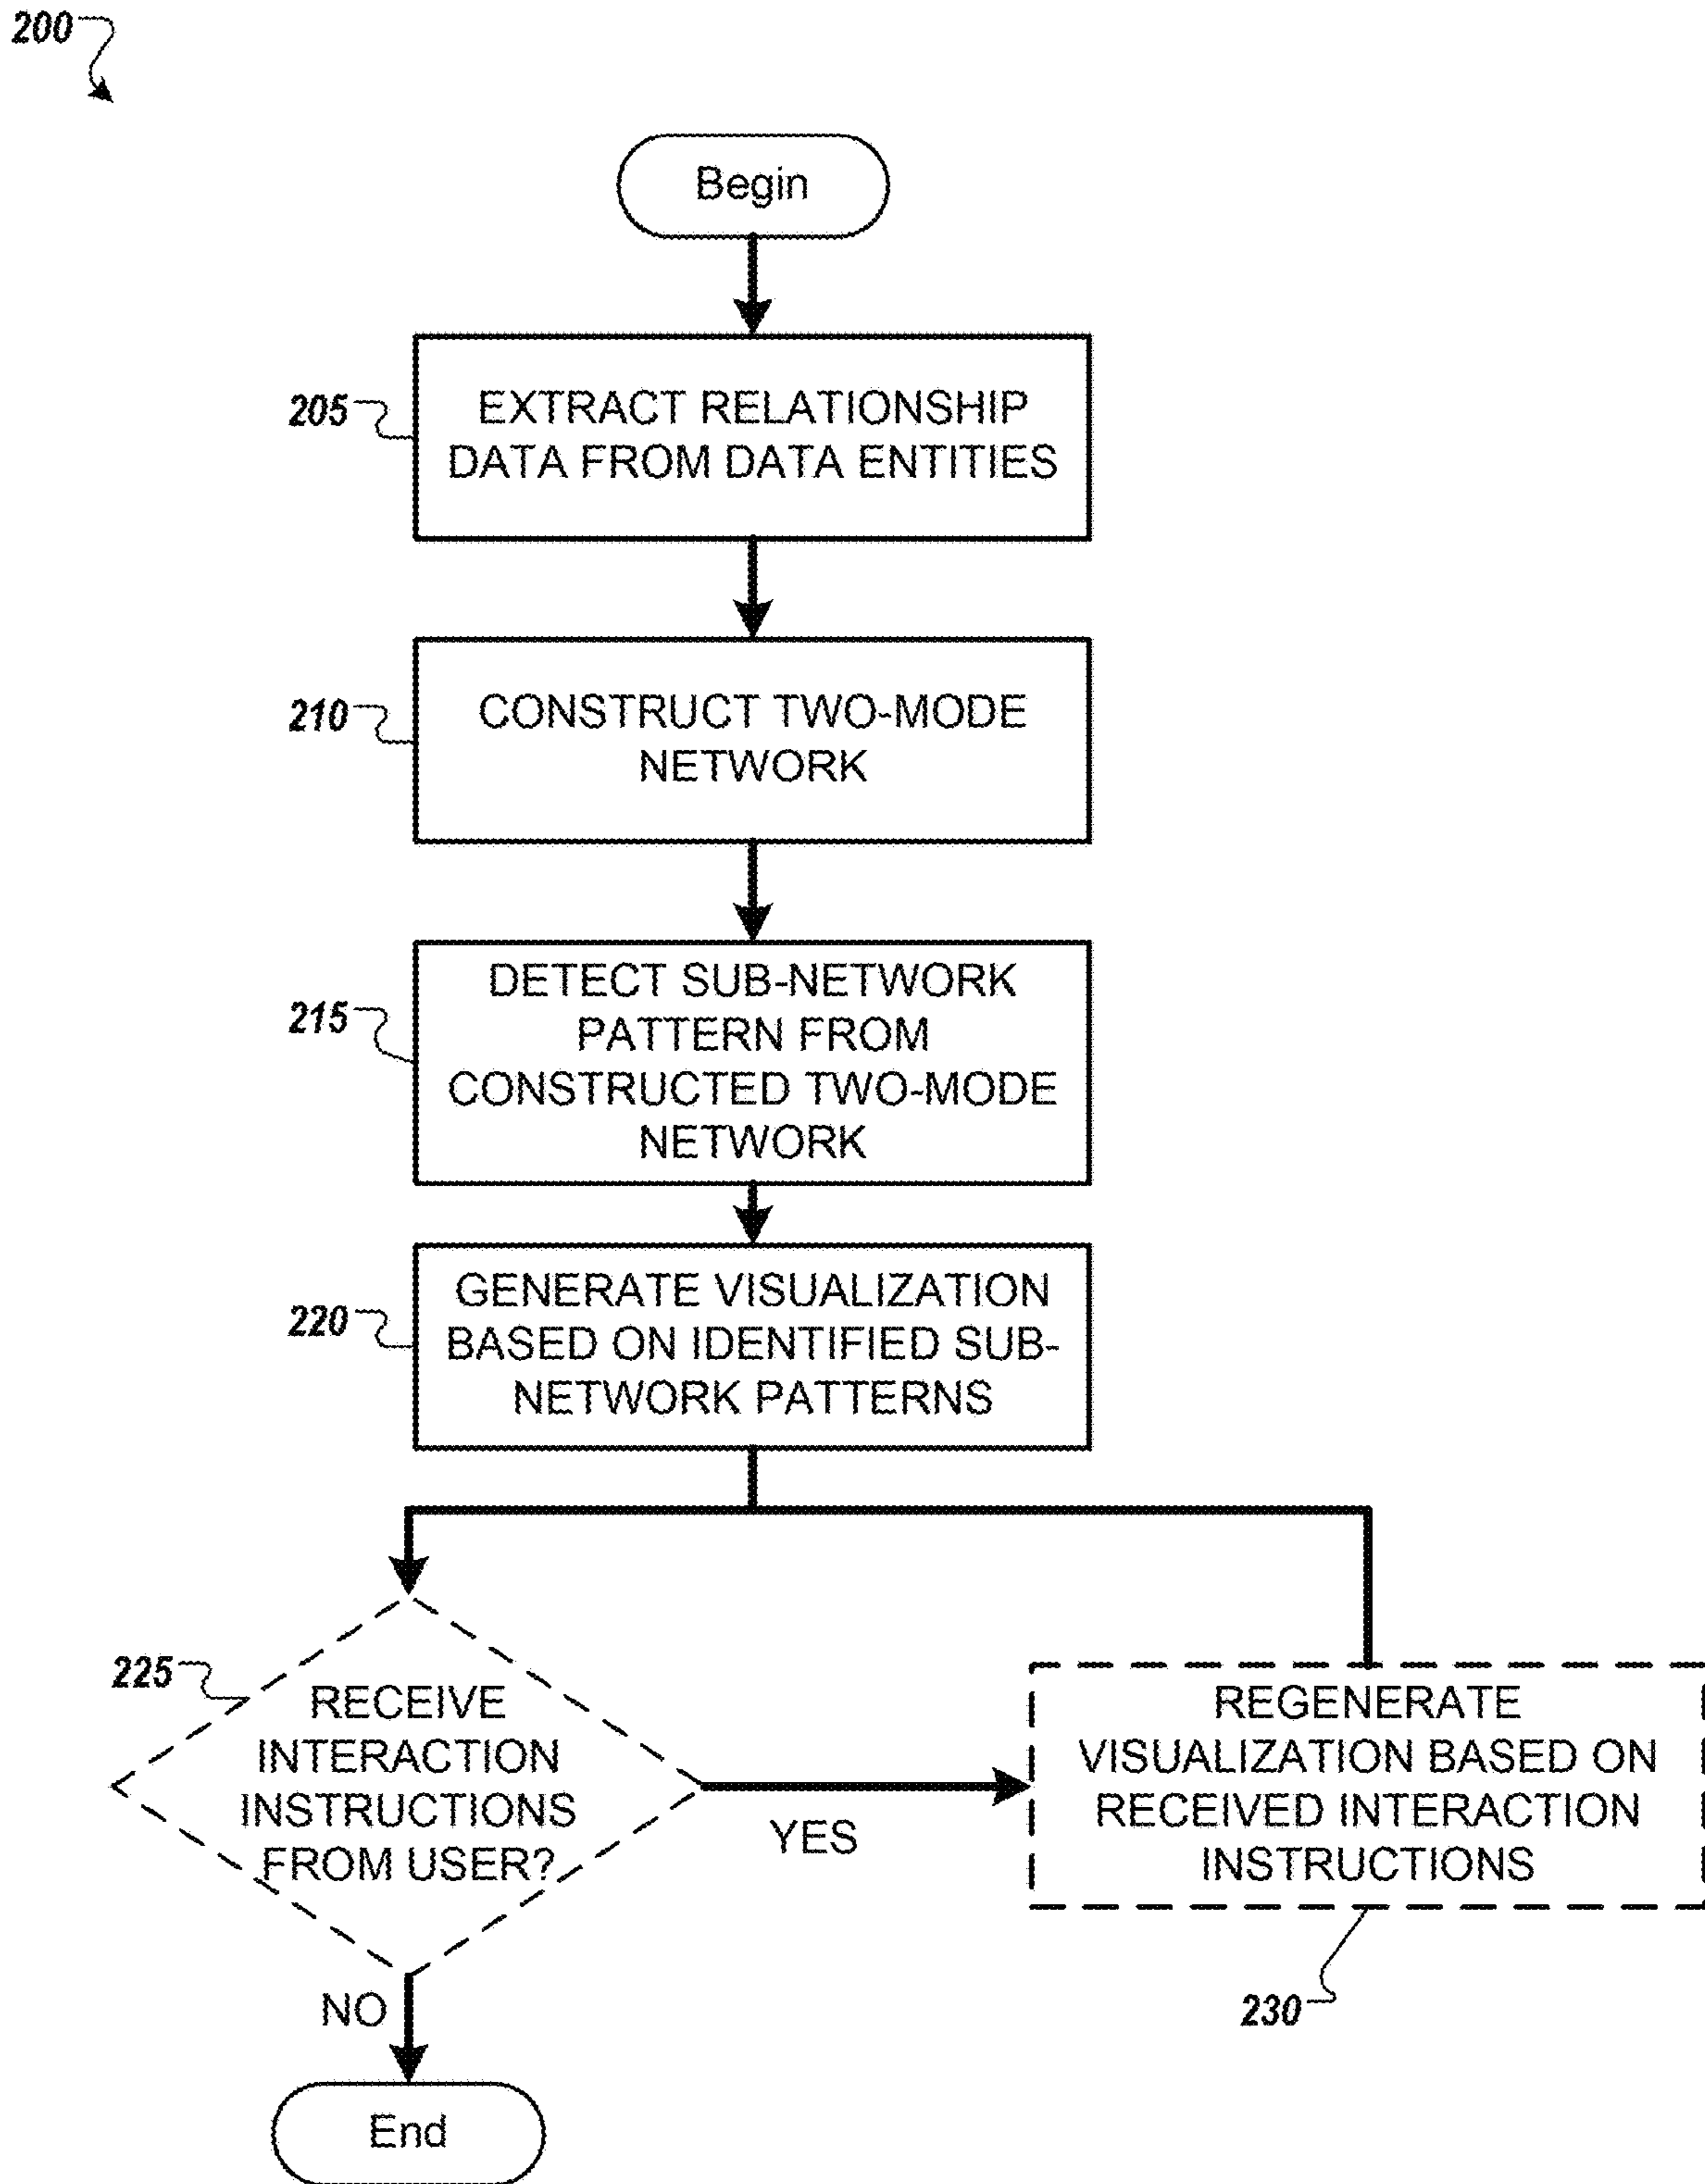 200
Begin
205
EXTRACT RELATIONSHIP
DATA FROM DATA ENTITIES
210
CONSTRUCT TWO-MODE
NETWORK
215
DETECT SUB-NETWORK
PATTERN FROM
CONSTRUCTED TWO-MODE
NETWORK
220
GENERATE VISUALIZATION
BASED ON IDENTIFIED SUB-
NETWORK PATTERNS
225
RECEIVE
INTERACTION
INSTRUCTIONS
FROM USER?
YES
REGENERATE
VISUALIZATION BASED ON
RECEIVED INTERACTION
INSTRUCTIONS
230
NO
End